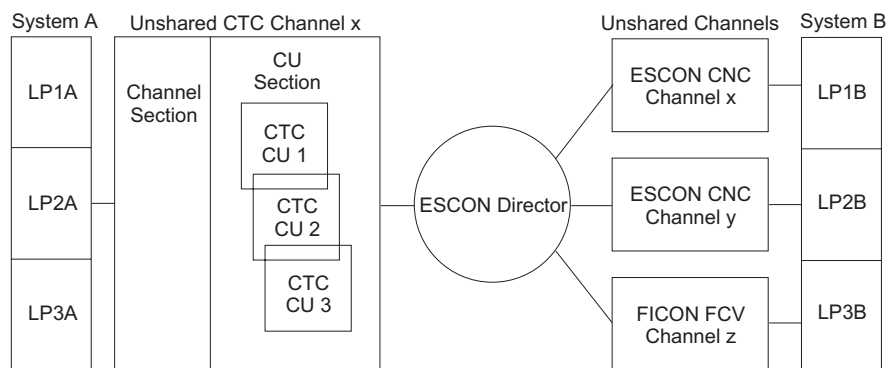 System A
Unshared CTC Channel x
Unshared Channels
System B
LP1A
LP2A
LP3A
Channel
Section
CU
Section
CTC
CU 1
CTC
CU 2
CTC
CU 3
ESCON Director
ESCON CNC
Channel x
ESCON CNC
Channel y
FICON FCV
Channel z
LP1B
LP2B
LP3B